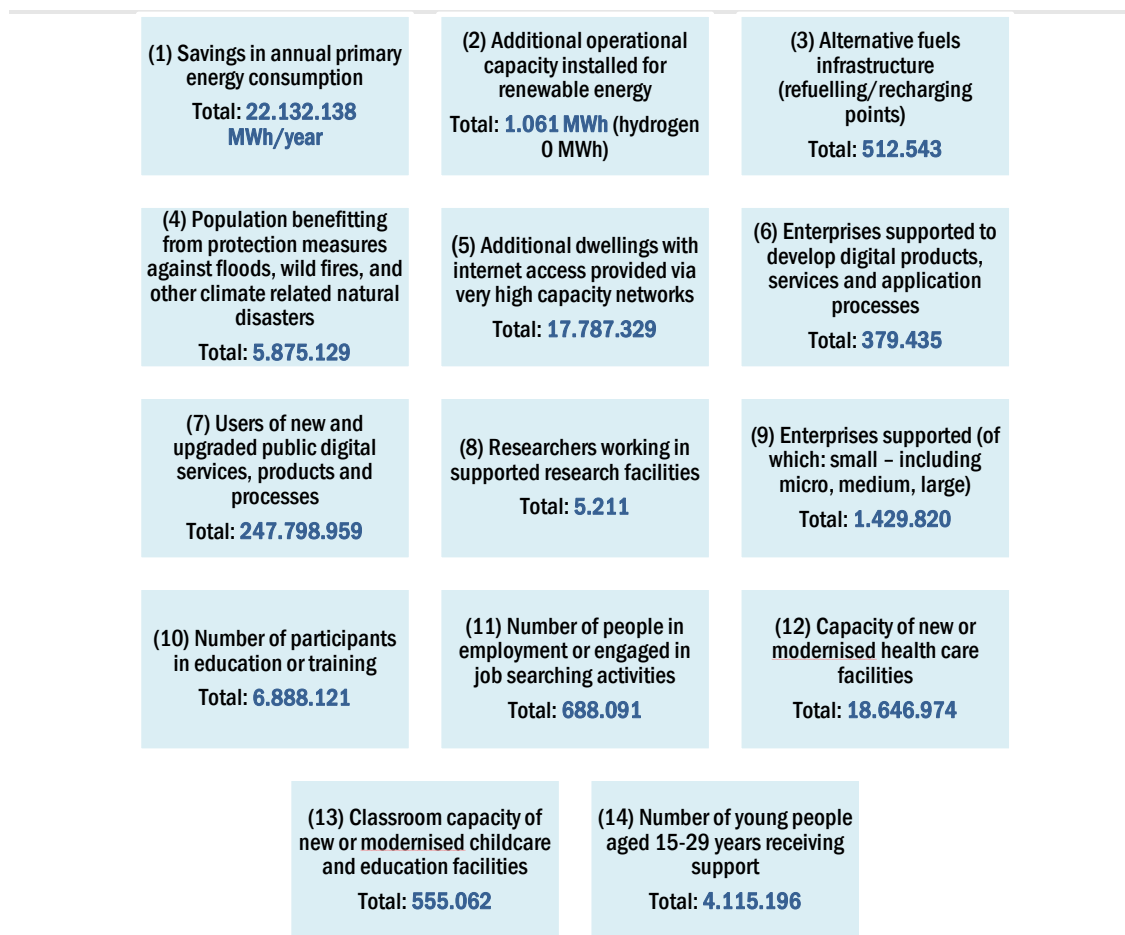 (1) Savings in annual primary
energy consumption
Total: 22.132.138
MWh/year
(2) Additional operational
capacity installed for
renewable energy
Total: 1.061 MWh (hydrogen
0 MWh)
(3) Alternative fuels
infrastructure
(refuelling/recharging
points)
Total: 512.543
(4) Population benefitting
from protection measures
against floods, wild fires, and
other climate related natural
disasters
Total: 5.875.129
(5) Additional dwellings with
internet access provided via
very high capacity networks
Total: 17.787.329
(6) Enterprises supported to
develop digital products,
services and application
processes
Total: 379.435
(7) Users of new and
upgraded public digital
services, products and
processes
Total: 247.798.959
(8) Researchers working in
supported research facilities
Total: 5.211
(9) Enterprises supported (of
which: small – including
micro, medium, large)
Total: 1.429.820
(10) Number of participants
in education or training
Total: 6.888.121
(11) Number of people in
employment or engaged in
job searching activities
Total: 688.091
(12) Capacity of new or
modernised health care
facilities
Total: 18.646.974
(13) Classroom capacity of
new or modernised childcare
and education facilities
Total: 555.062
(14) Number of young people
aged 15-29 years receiving
support
Total: 4.115.196